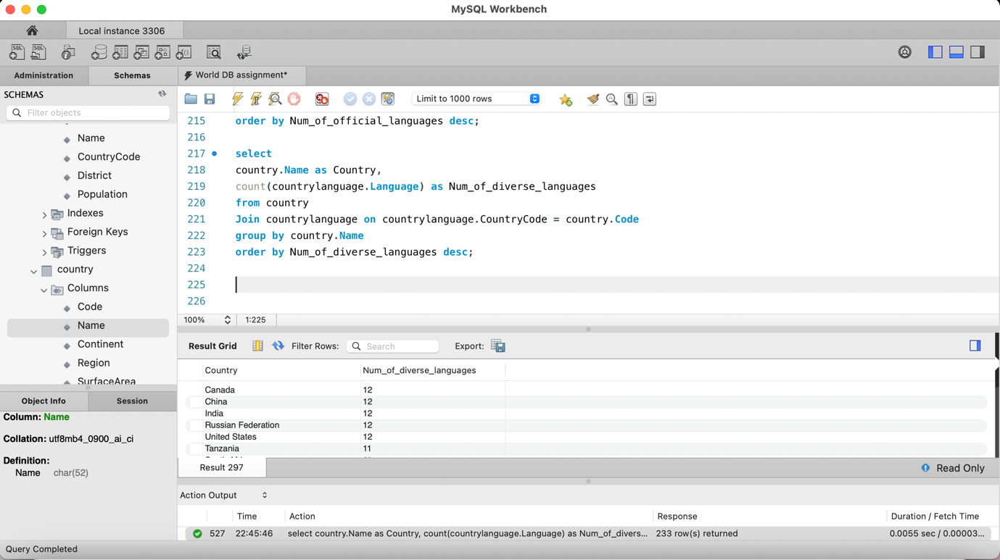 MySQL Workbench
Local instance 3306
SQL SQL
Administration Schemas World DB assignment*
SCHEMAS
Filter objects
Limit to 1000 rows
Name
CountryCode
District
Population
Indexes
Foreign Keys
Triggers
country
Columns
Code
Name
Continent
Region
SurfaceArea
215 order by Num_of_official_languages desc;
216
217 select
218 country.Name as Country,
219 count(countrylanguage.Language) as Num_of_diverse_languages
220 from country
221 Join countrylanguage on countrylanguage.CountryCode = country.Code
222 group by country.Name
223 order by Num_of_diverse_languages desc;
224
225
226
100% 1:225
Result Grid Filter Rows: Search Export:
Country Num_of_diverse_languages
Canada 12
China 12
India 12
Russian Federation 12
United States 12
Tanzania 11
Result 297 Read Only
Object Info Session
Column: Name
Collation: utf8mb4_0900_ai_ci
Definition:
Name char(52)
Action Output
Time Action Response Duration / Fetch Time
527 22:45:46 select country.Name as Country, count(countrylanguage.Language) as Num_of_divers... 233 row(s) returned 0.0055 sec / 0.00003...
Query Completed